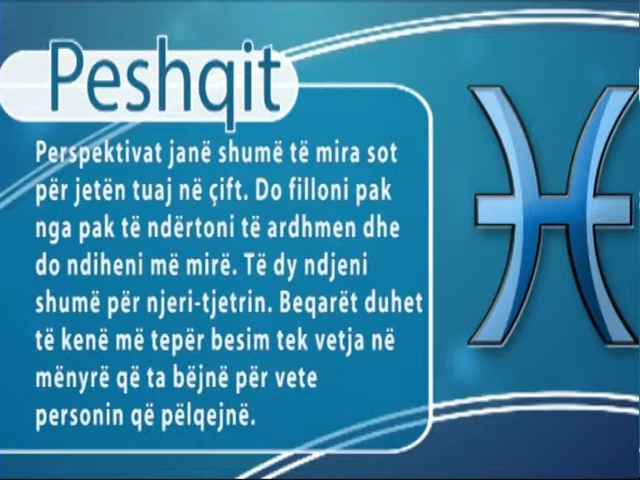 Peshqit
Perspektivat janë shumë të mira sot
për jetën tuaj në çift. Do filloni pak
nga pak të ndërtoni të ardhmen dhe
do ndiheni më mirë. Të dy ndjeni
shumë për njeri-tjetrin. Beqarët duhet
të kenë më tepër besim tek vetja në
mënyrë që ta bëjnë për vete
personin që pëlqejnë.